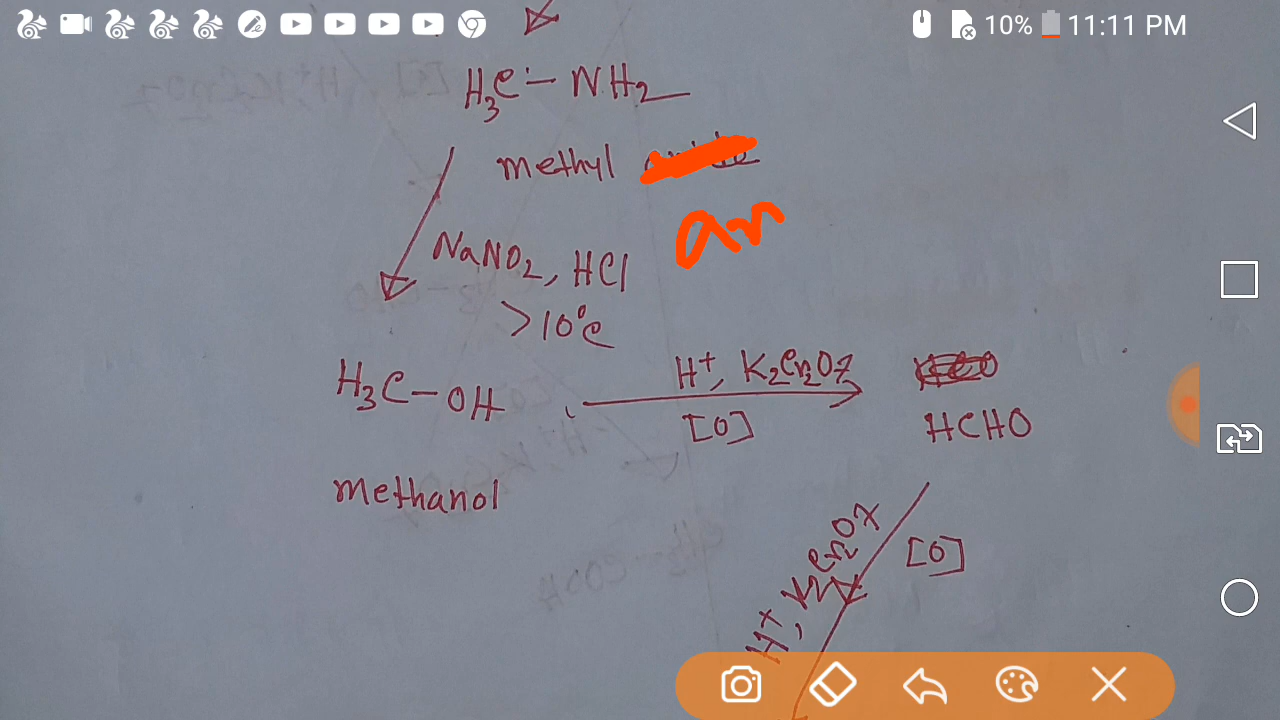 10% 11:11 PM
H₃C – NH₂
methyl
am
NaNO₂, HCl
>10°C
H₃C – OH
H⁺, K₂Cr₂O7
[O]
HCHO
methanol
H⁺, K₂Cr₂O7
[O]